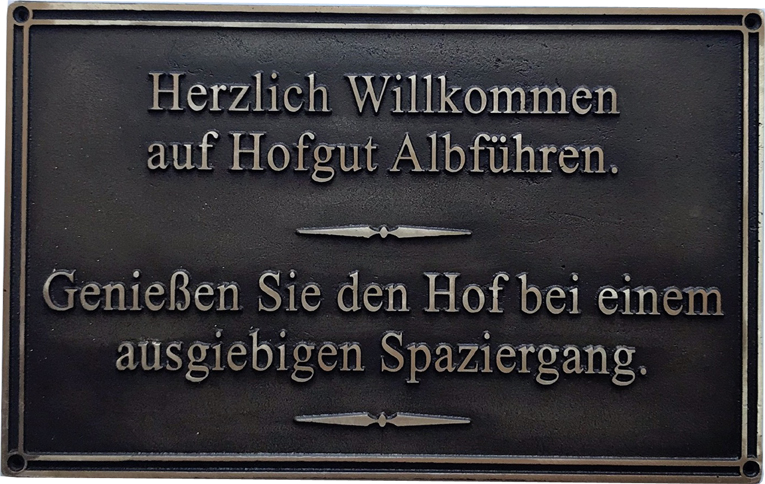 Herzlich Willkommen
auf Hofgut Albführen.
Genießen Sie den Hof bei einem
ausgiebigen Spaziergang.